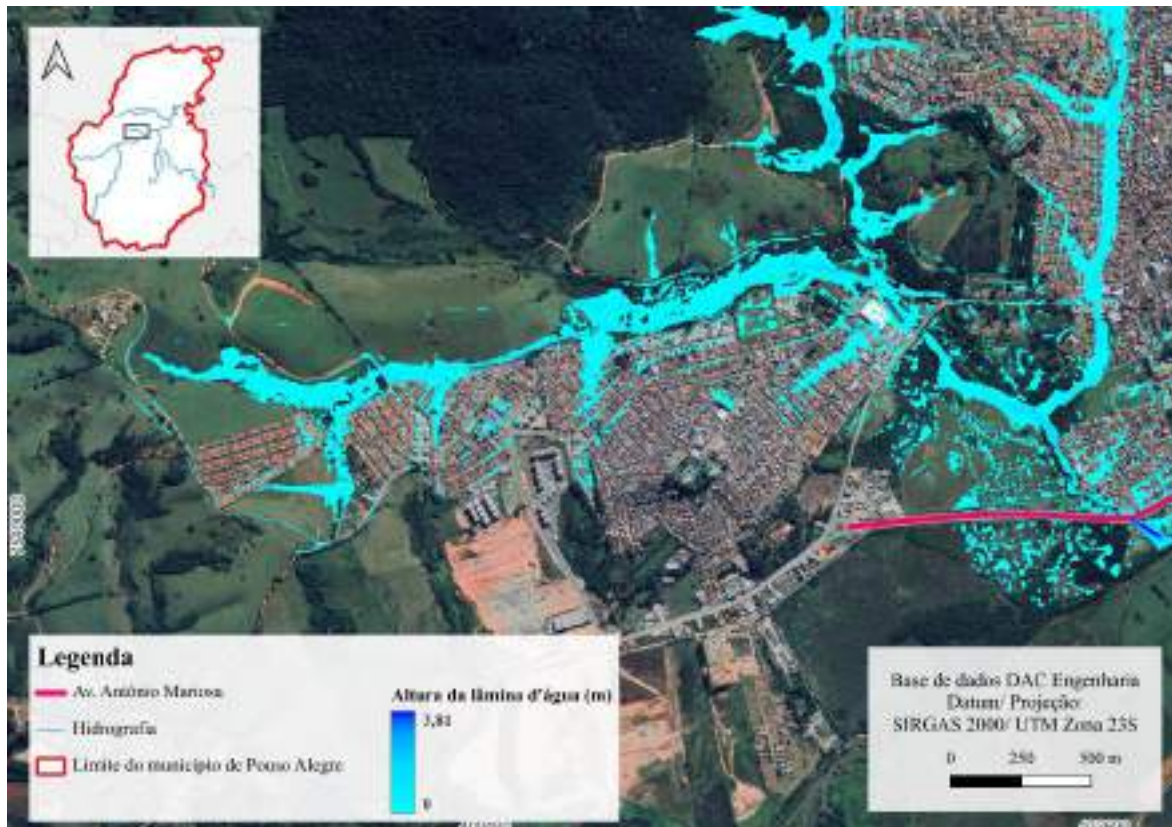 Legenda
Av. Antônio Mariosa
Hidrografia
Limite do município de Pouso Alegre
Altura da lâmina d'água (m)
3,81
0
Base de dados DAC Engenharia
Datum/ Projeção:
SIRGAS 2000/ UTM Zona 23S
0 250 500 m